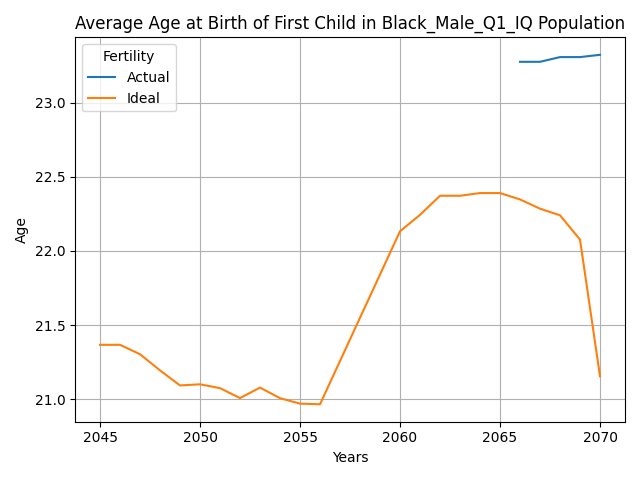 Average Age at Birth of First Child in Black_Male_Q1_IQ Population
Fertility
Actual
Ideal
23.0
22.5
22.0
21.5
21.0
Age
2045 2050 2055 2060 2065 2070
Years